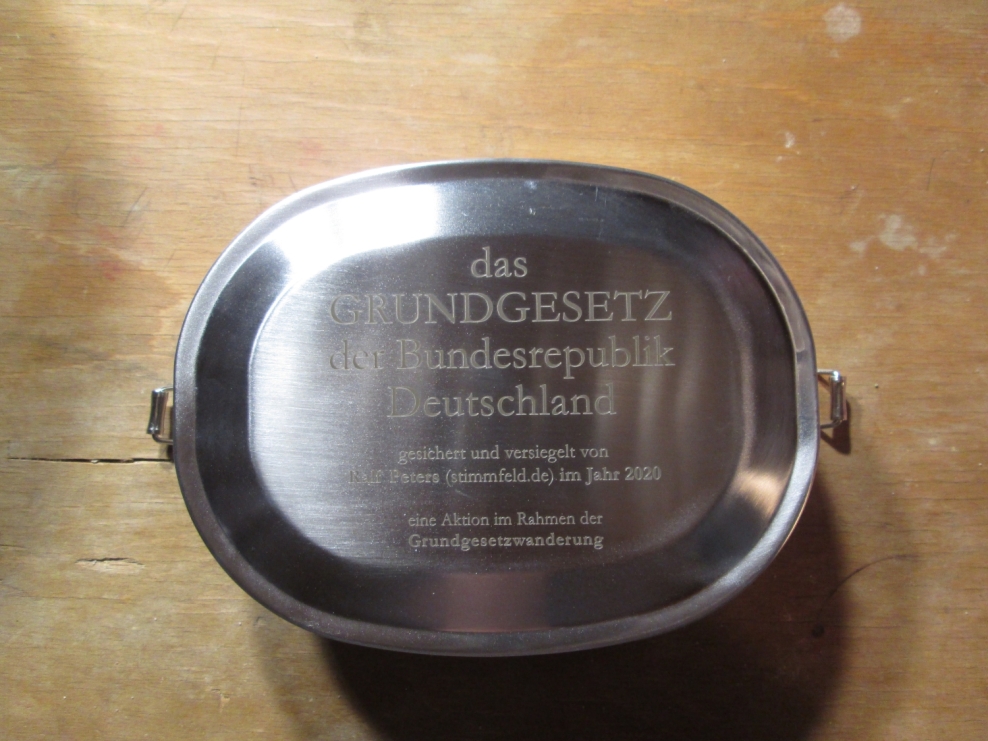 das
GRUNDGESETZ
der Bundesrepublik
Deutschland
gesichert und versiegelt von
Ralf Peters (stimmfeld.de) im Jahr 2020
eine Aktion im Rahmen der
Grundgesetzwanderung